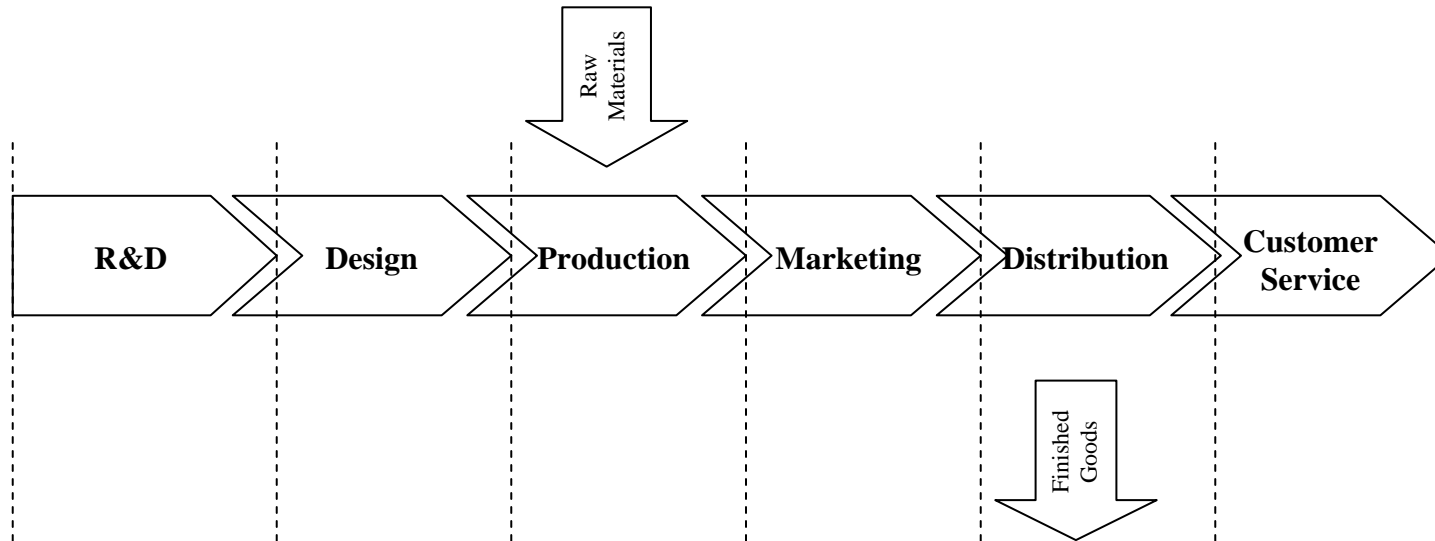 Raw
Materials
R&D
Design
Production
Marketing
Distribution
Customer
Service
Finished
Goods